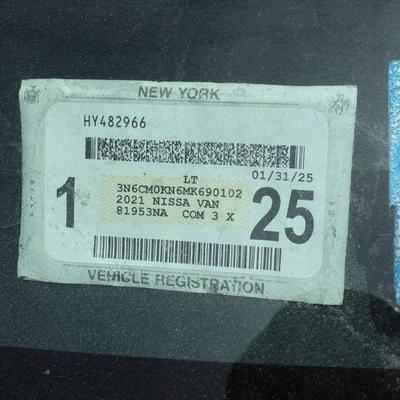 NEW YORK
HY482966
LT 01/31/25
3N6CM0KN6MK690102
2021 NISSA VAN
81953NA COM 3 X
1 25
VEHICLE REGISTRATION